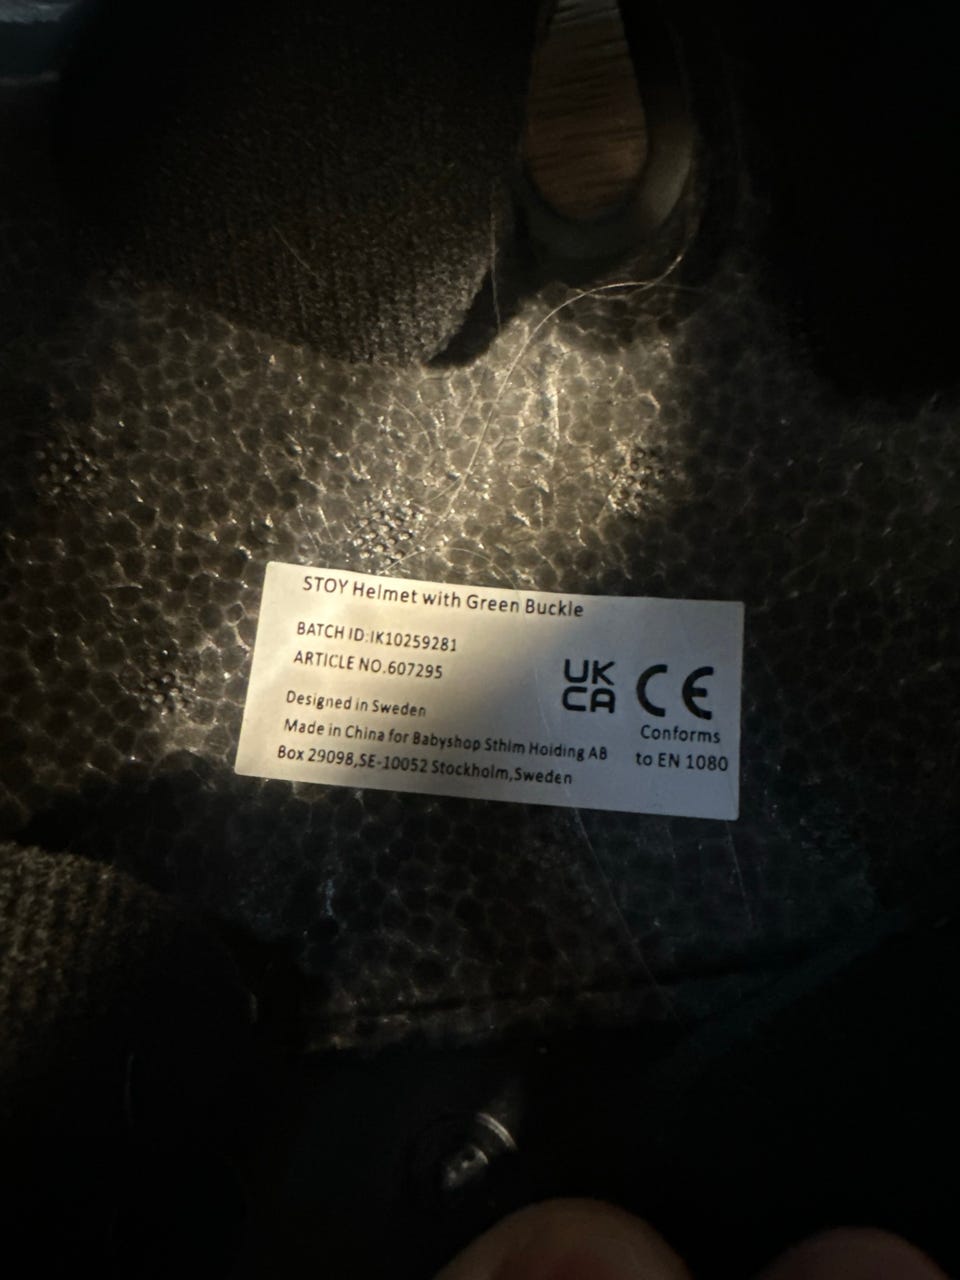 STOY Helmet with Green Buckle
BATCH ID:IK10259281
ARTICLE NO.607295
Designed in Sweden
Made in China for Babyshop Sthlm Holding AB
Box 29098,SE-10052 Stockholm,Sweden
UK
CA
CE
Conforms
to EN 1080